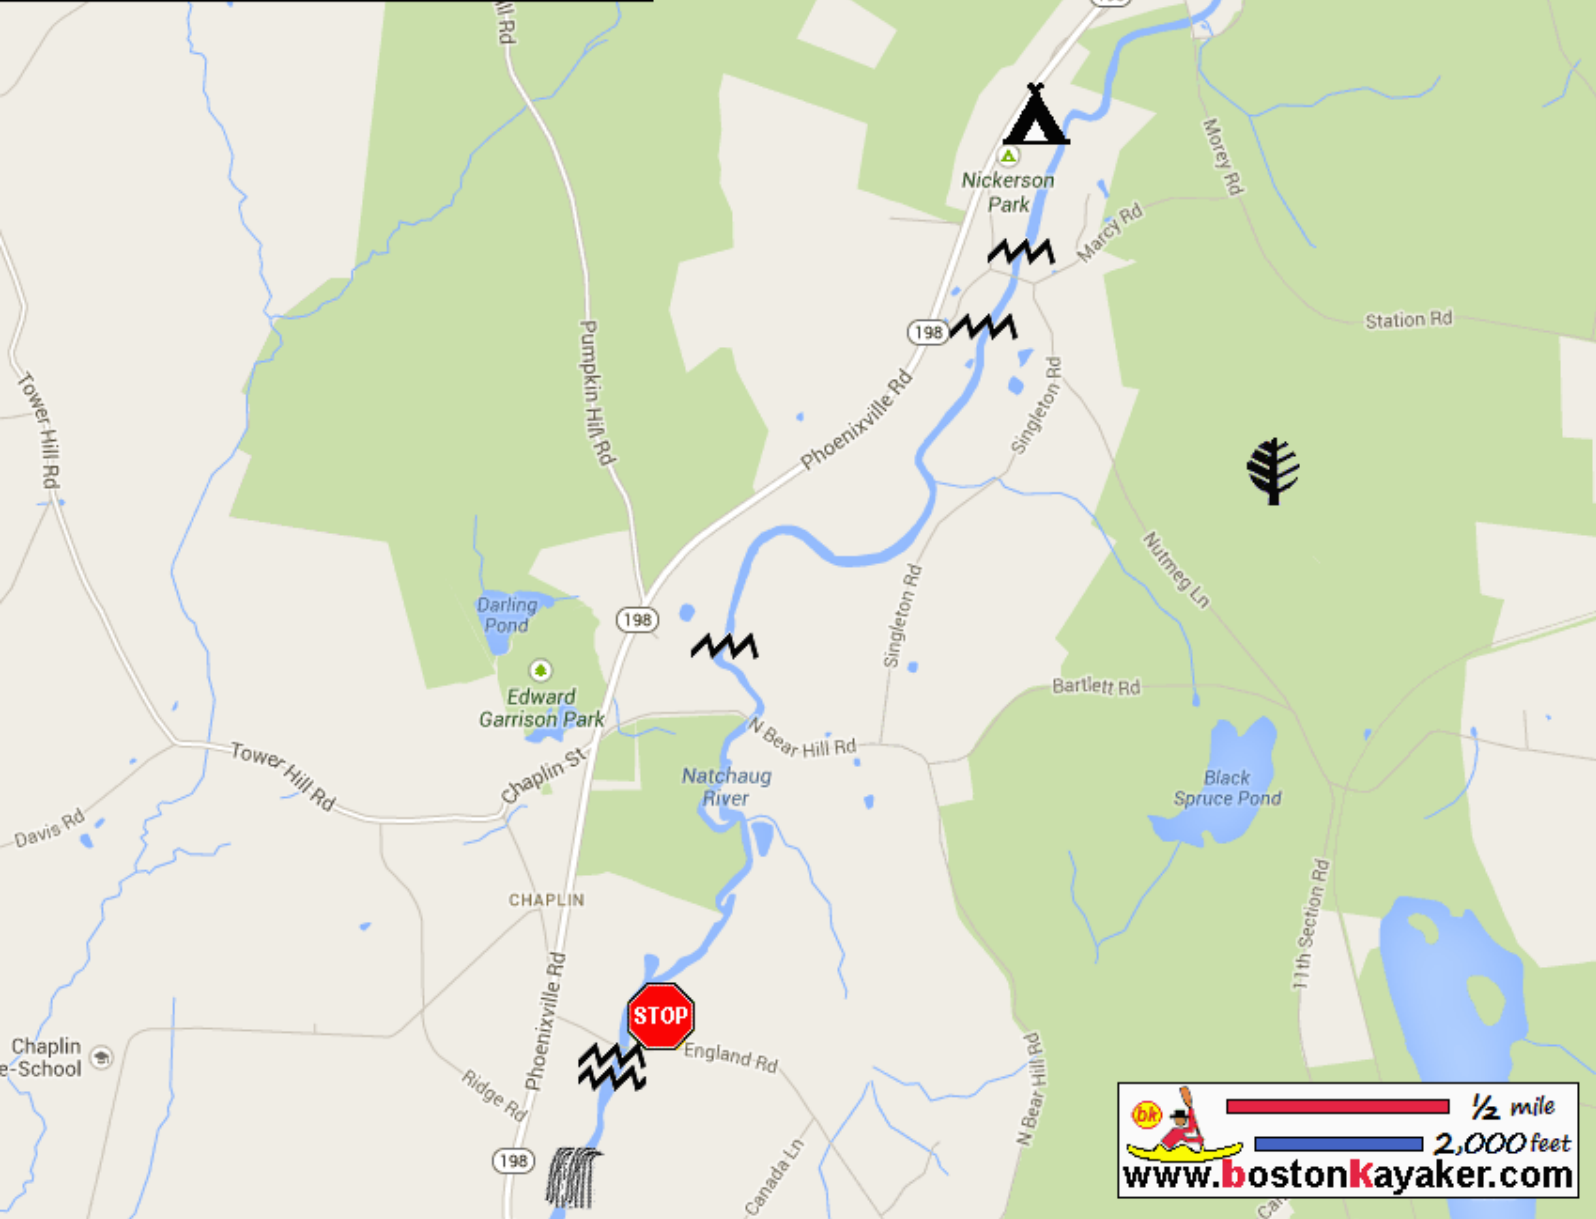 ll Rd
Nickerson
Park
Morey Rd
Marcy Rd
Station Rd
198
Pumpkin Hill Rd
Tower Hill Rd
Phoenixville Rd
Singleton Rd
Nutmeg Ln
Darling
Pond
198
Singleton Rd
Edward
Garrison Park
Bartlett Rd
N Bear Hill Rd
Tower Hill Rd
Chaplin St
Natchaug
River
Black
Spruce Pond
Davis Rd
CHAPLIN
11th Section Rd
Phoenixville Rd
STOP
Chaplin
e-School
England Rd
Ridge Rd
N Bear Hill Rd
198
Canada Ln
bk
1/2 mile
2,000 feet
www.bostonkayaker.com